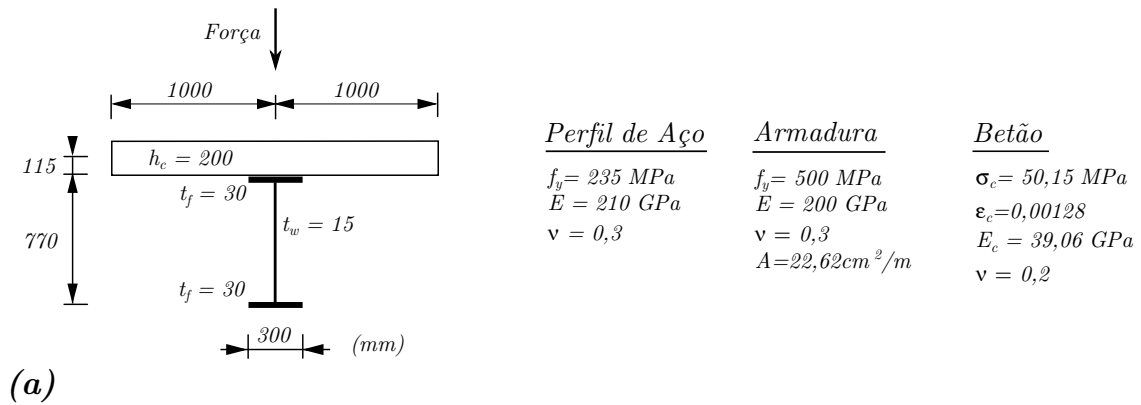 Força
1000 1000
115
h_c = 200
t_f = 30
t_w = 15
770
t_f = 30
300 (mm)
(a)
Perfil de Aço
f_y= 235 MPa
E = 210 GPa
ν = 0,3
Armadura
f_y= 500 MPa
E = 200 GPa
ν = 0,3
A=22,62cm²/m
Betão
σ_c= 50,15 MPa
ε_c=0,00128
E_c = 39,06 GPa
ν = 0,2